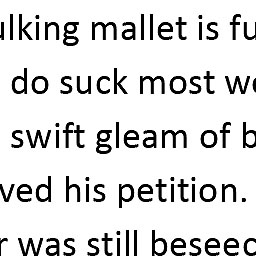 ulking mallet is fu
do suck most we
swift gleam of b
ved his petition.
r was still beseec